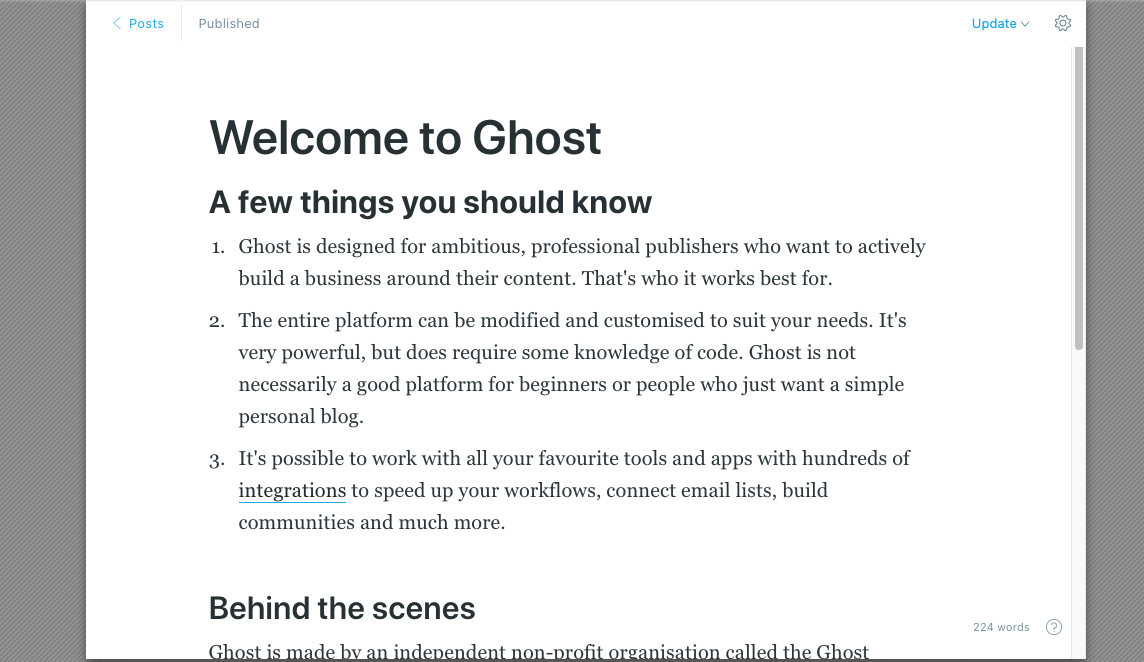 Posts
Published
Update
Welcome to Ghost
A few things you should know
1. Ghost is designed for ambitious, professional publishers who want to actively
build a business around their content. That's who it works best for.
2. The entire platform can be modified and customised to suit your needs. It's
very powerful, but does require some knowledge of code. Ghost is not
necessarily a good platform for beginners or people who just want a simple
personal blog.
3. It's possible to work with all your favourite tools and apps with hundreds of
integrations to speed up your workflows, connect email lists, build
communities and much more.
Behind the scenes
224 words ?
Ghost is made by an independent non-profit organisation called the Ghost